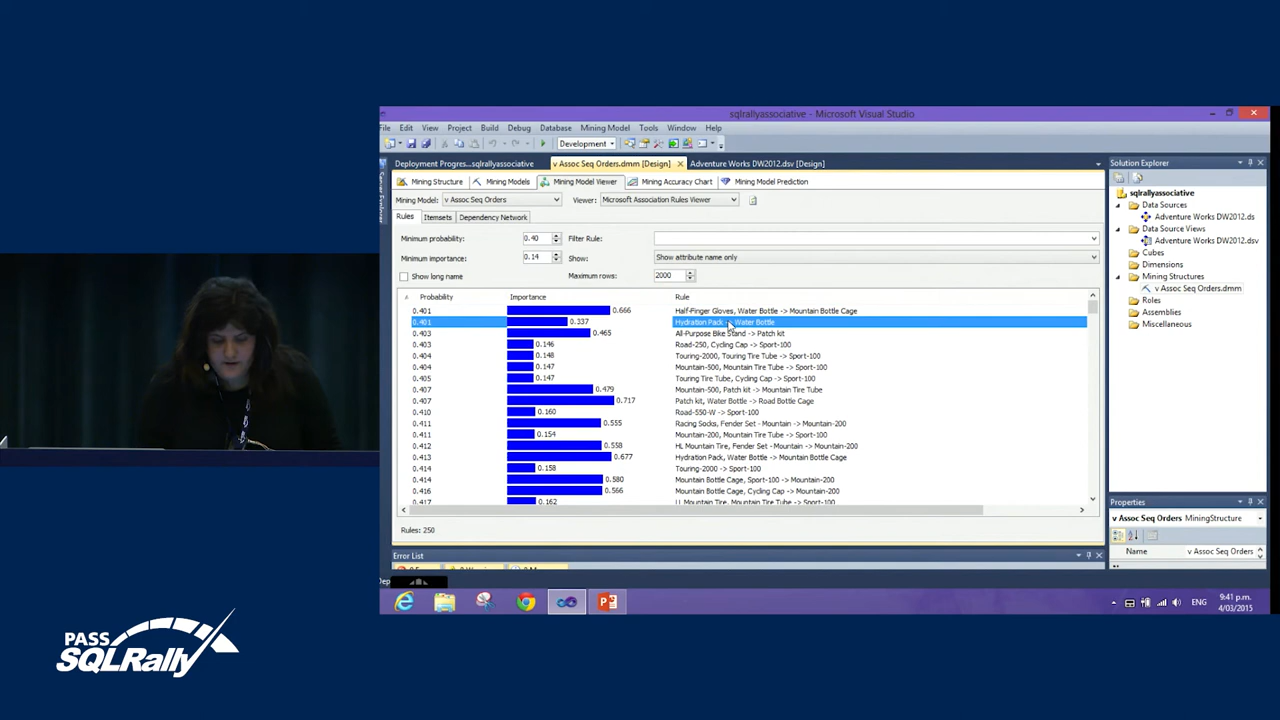 sqlrallyassociative - Microsoft Visual Studio
File Edit View Project Build Debug Database Mining Model Tools Window Help
Development
Deployment Progres...sqlrallyassociative v Assoc Seq Orders.dmm [Design] Adventure Works DW2012.dsv [Design]
Mining Structure Mining Models Mining Model Viewer Mining Accuracy Chart Mining Model Prediction
Mining Model: v Assoc Seq Orders Viewer: Microsoft Association Rules Viewer
Rules Itemsets Dependency Network
Minimum probability: 0.40 Filter Rule:
Minimum importance: 0.14 Show: Show attribute name only
Show long name Maximum rows: 2000
Probability Importance Rule
0.401 0.666 Half-Finger Gloves, Water Bottle -> Mountain Bottle Cage
0.401 0.337 Hydration Pack -> Water Bottle
0.403 0.465 All-Purpose Bike Stand -> Patch kit
0.403 0.146 Road-250, Cycling Cap -> Sport-100
0.404 0.148 Touring-2000, Touring Tire Tube -> Sport-100
0.404 0.147 Mountain-500, Mountain Tire Tube -> Sport-100
0.405 0.147 Touring Tire Tube, Cycling Cap -> Sport-100
0.407 0.479 Mountain-500, Patch kit -> Mountain Tire Tube
0.407 0.717 Patch kit, Water Bottle -> Road Bottle Cage
0.410 0.160 Road-550-W -> Sport-100
0.411 0.555 Racing Socks, Fender Set - Mountain -> Mountain-200
0.411 0.154 Mountain-200, Mountain Tire Tube -> Sport-100
0.412 0.558 HL Mountain Tire, Fender Set - Mountain -> Mountain-200
0.413 0.677 Hydration Pack, Water Bottle -> Mountain Bottle Cage
0.414 0.158 Touring-2000 -> Sport-100
0.414 0.580 Mountain Bottle Cage, Sport-100 -> Mountain-200
0.416 0.566 Mountain Bottle Cage, Cycling Cap -> Mountain-200
0.417 0.162 LL Mountain Tire, Mountain Tire Tube -> Sport-100
Rules: 250
Error List
Server Explorer
Solution Explorer
sqlrallyassociative
Data Sources
Adventure Works DW2012.ds
Data Source Views
Adventure Works DW2012.dsv
Cubes
Dimensions
Mining Structures
v Assoc Seq Orders.dmm
Roles
Assemblies
Miscellaneous
Properties
v Assoc Seq Orders MiningStructure
Name v Assoc Seq Orders
ENG
9:41 p.m.
4/03/2015
PASS
SQLRally